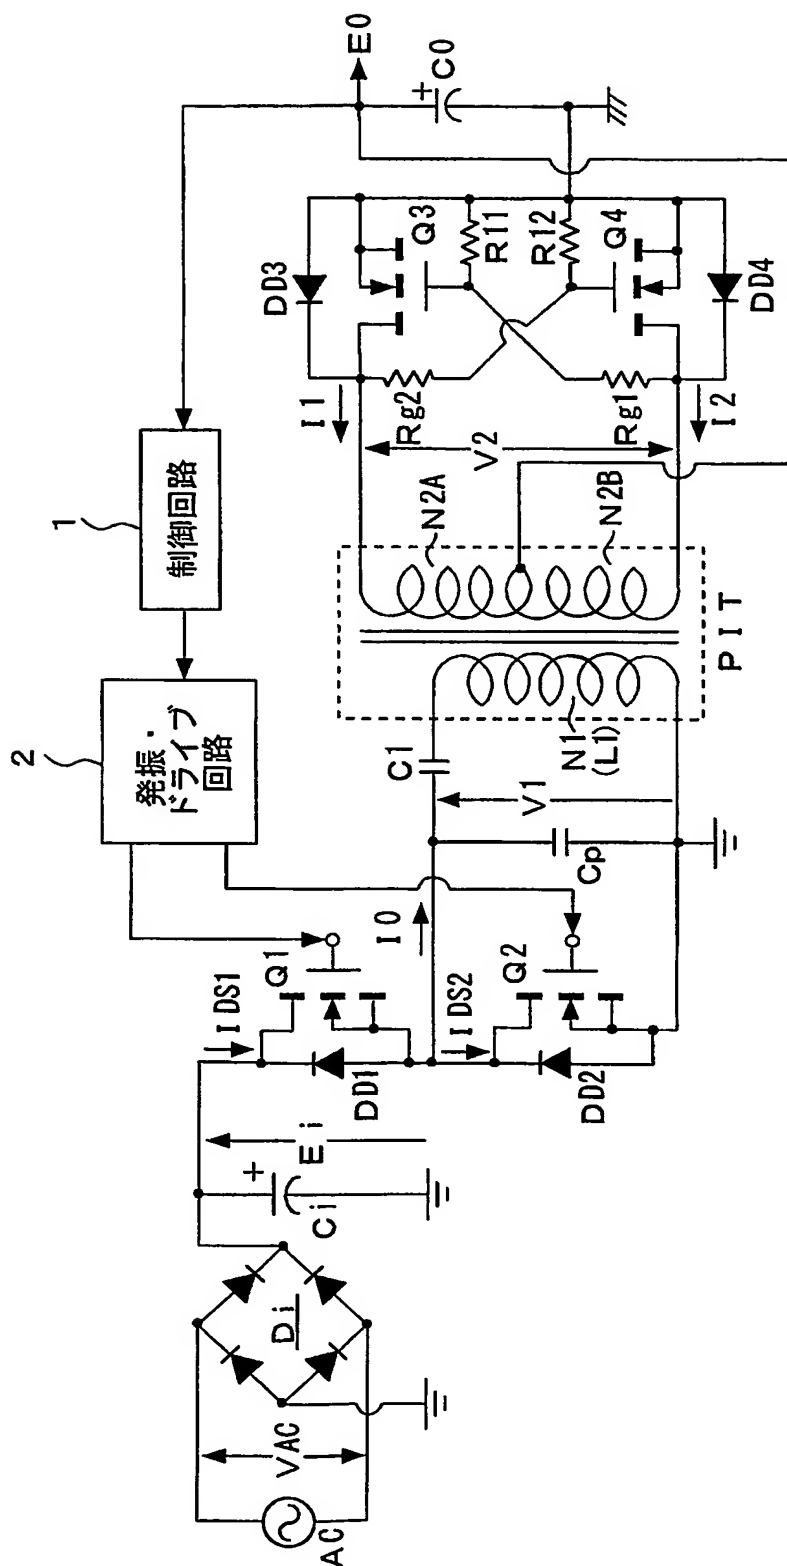 AC
VAC
Di
Ci
+
Ei
IDS1
Q1
DD1
IDS2
Q2
DD2
I0
2
発振・
ドライブ
回路
1
制御回路
Cp
V1
C1
N1
(L1)
PIT
N2A
N2B
V2
I1
I2
Rg2
Rg1
DD3
Q3
R11
R12
Q4
DD4
+
C0
E0